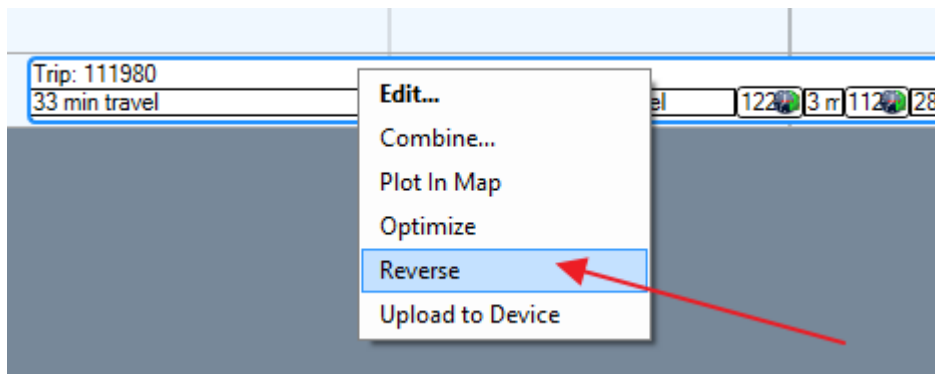 Trip: 111980
33 min travel
Edit...
Combine...
Plot In Map
Optimize
Reverse
Upload to Device